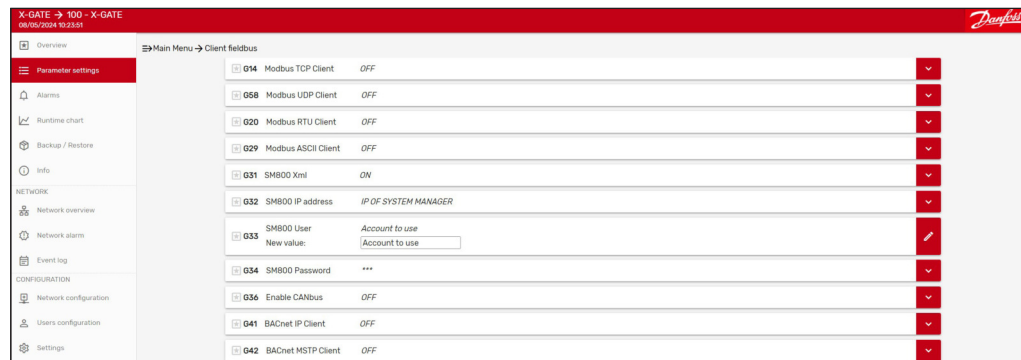 X-GATE → 100 - X-GATE
08/05/2024 10:23:51
Danfoss
Overview
Parameter settings
Alarms
Runtime chart
Backup / Restore
Info
NETWORK
Network overview
Network alarm
Event log
CONFIGURATION
Network configuration
Users configuration
Settings
Main Menu → Client fieldbus
G14 Modbus TCP Client OFF
G58 Modbus UDP Client OFF
G20 Modbus RTU Client OFF
G29 Modbus ASCII Client OFF
G31 SM800 Xml ON
G32 SM800 IP address IP OF SYSTEM MANAGER
G33 SM800 User Account to use
New value: Account to use
G34 SM800 Password ***
G36 Enable CANbus OFF
G41 BACnet IP Client OFF
G42 BACnet MSTP Client OFF